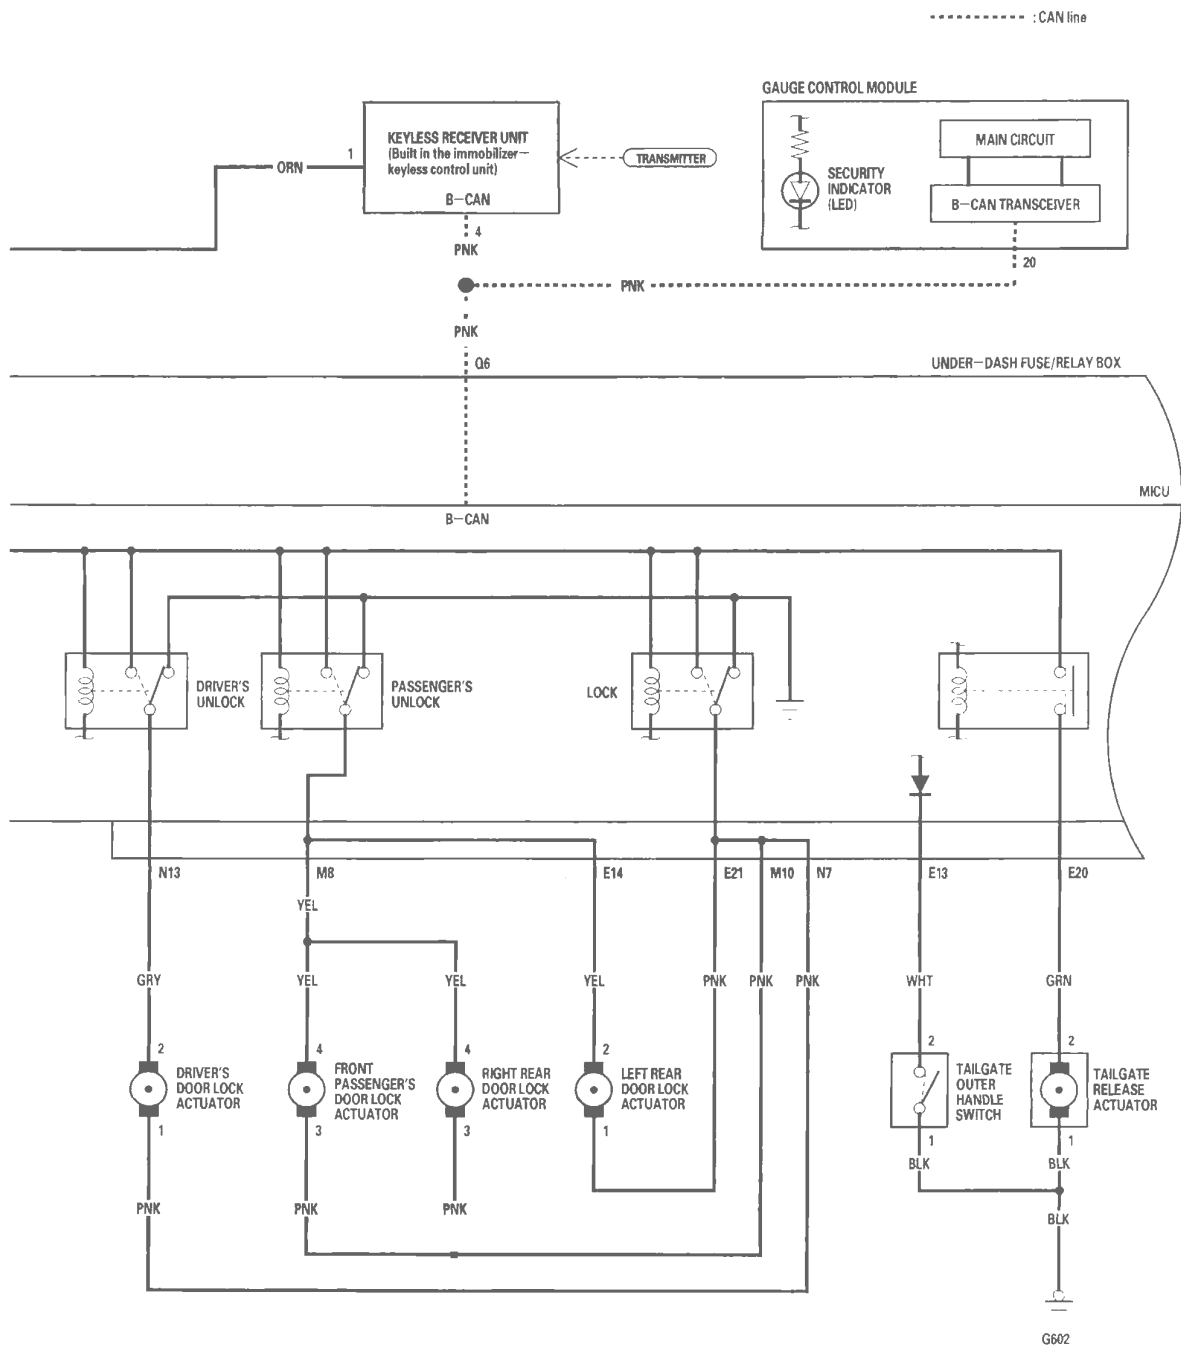 : CAN line
GAUGE CONTROL MODULE
KEYLESS RECEIVER UNIT
(Built in the immobilizer—
keyless control unit)
B—CAN
1
ORN
TRANSMITTER
MAIN CIRCUIT
SECURITY
INDICATOR
(LED)
B—CAN TRANSCEIVER
4
PNK
20
PNK
PNK
Q6
UNDER—DASH FUSE/RELAY BOX
MICU
B—CAN
DRIVER'S
UNLOCK
PASSENGER'S
UNLOCK
LOCK
N13
M8
E14
E21
M10
N7
E13
E20
YEL
GRY
YEL
YEL
YEL
PNK
PNK
PNK
WHT
GRN
2
4
4
2
2
2
DRIVER'S
DOOR LOCK
ACTUATOR
FRONT
PASSENGER'S
DOOR LOCK
ACTUATOR
RIGHT REAR
DOOR LOCK
ACTUATOR
LEFT REAR
DOOR LOCK
ACTUATOR
TAILGATE
OUTER
HANDLE
SWITCH
TAILGATE
RELEASE
ACTUATOR
1
3
3
1
1
1
BLK
BLK
PNK
PNK
PNK
BLK
G602